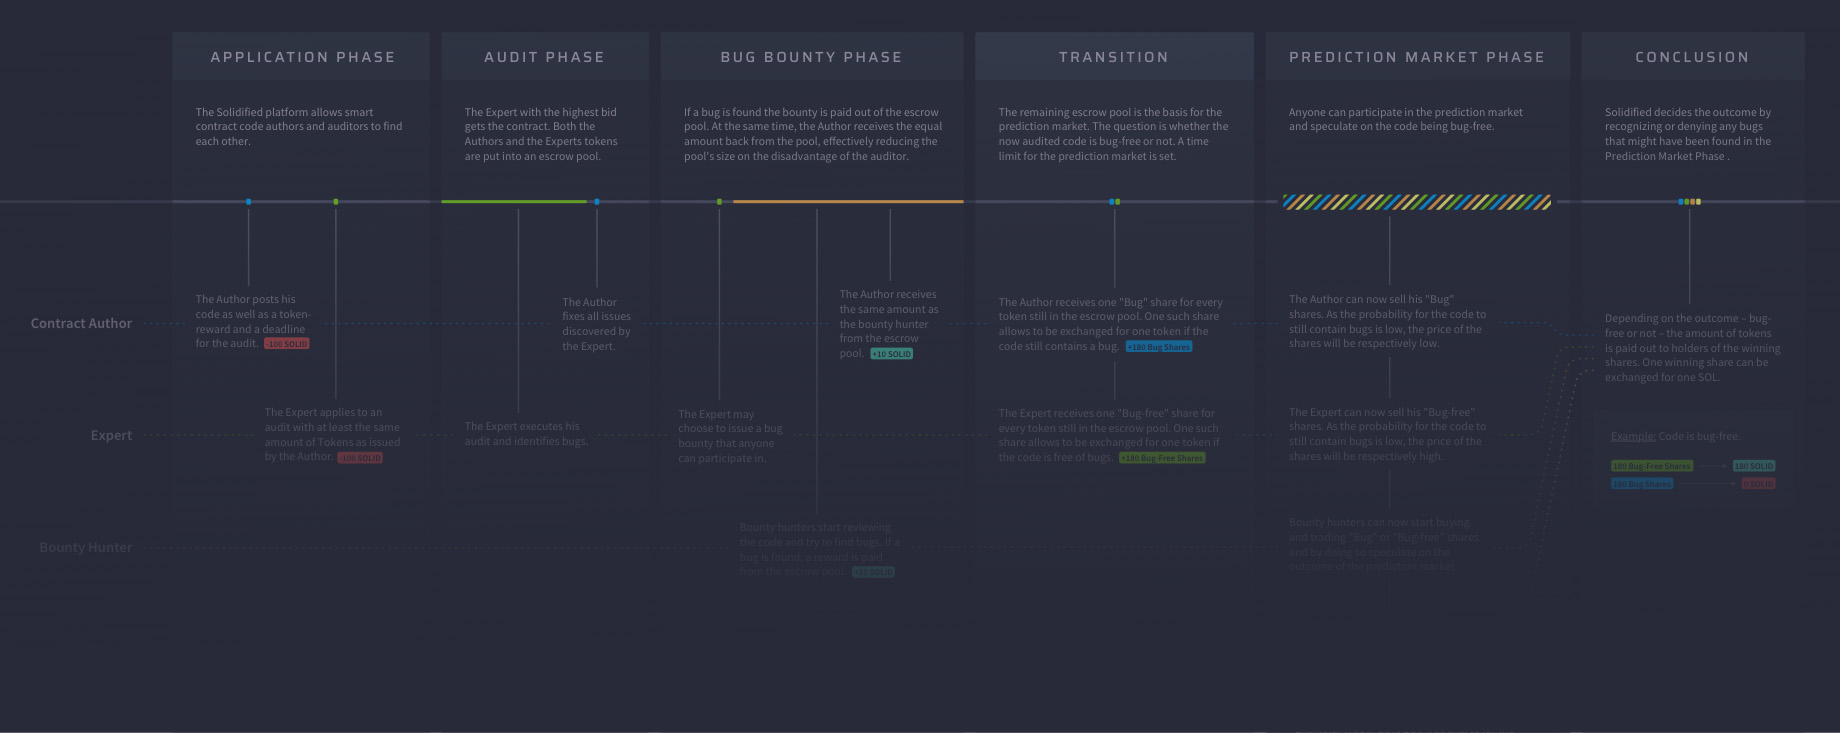 APPLICATION PHASE
The Solidified platform allows smart
contract code authors and auditors to find
each other.
AUDIT PHASE
The Expert with the highest bid
gets the contract. Both the
Authors and the Experts tokens
are put into an escrow pool.
BUG BOUNTY PHASE
If a bug is found the bounty is paid out of the escrow
pool. At the same time, the Author receives the equal
amount back from the pool, effectively reducing the
pool's size on the disadvantage of the auditor.
TRANSITION
The remaining escrow pool is the basis for the
prediction market. The question is whether the
now audited code is bug-free or not. A time
limit for the prediction market is set.
PREDICTION MARKET PHASE
Anyone can participate in the prediction market
and speculate on the code being bug-free.
CONCLUSION
Solidified decides the outcome by
recognizing or denying any bugs
that might have been found in the
Prediction Market Phase .
Contract Author
The Author posts his
code as well as a token-
reward and a deadline
for the audit. -100 SOLID
The Author
fixes all issues
discovered by
the Expert.
The Author receives
the same amount as
the bounty hunter
from the escrow
pool. +10 SOLID
The Author receives one "Bug" share for every
token still in the escrow pool. One such share
allows to be exchanged for one token if the
code still contains a bug. +180 Bug Shares
The Author can now sell his "Bug"
shares. As the probability for the code to
still contain bugs is low, the price of the
shares will be respectively low.
Depending on the outcome – bug-
free or not – the amount of tokens
is paid out to holders of the winning
shares. One winning share can be
exchanged for one SOL.
Expert
The Expert applies to an
audit with at least the same
amount of Tokens as issued
by the Author. -100 SOLID
The Expert executes his
audit and identifies bugs.
The Expert may
choose to issue a bug
bounty that anyone
can participate in.
The Expert receives one "Bug-free" share for
every token still in the escrow pool. One such
share allows to be exchanged for one token if
the code is free of bugs. +180 Bug-Free Shares
The Expert can now sell his "Bug-free"
shares. As the probability for the code to
still contain bugs is low, the price of the
shares will be respectively high.
Example: Code is bug-free.
180 Bug-Free Shares 180 SOLID
180 Bug Shares 0 SOLID
Bounty Hunter
Bounty hunters start reviewing
the code and try to find bugs. If a
bug is found, a reward is paid
from the escrow pool. SOLID
Bounty hunters can now start buying
and trading "Bug" or "Bug-free" shares
and by doing so speculate on the
outcome of the prediction market.